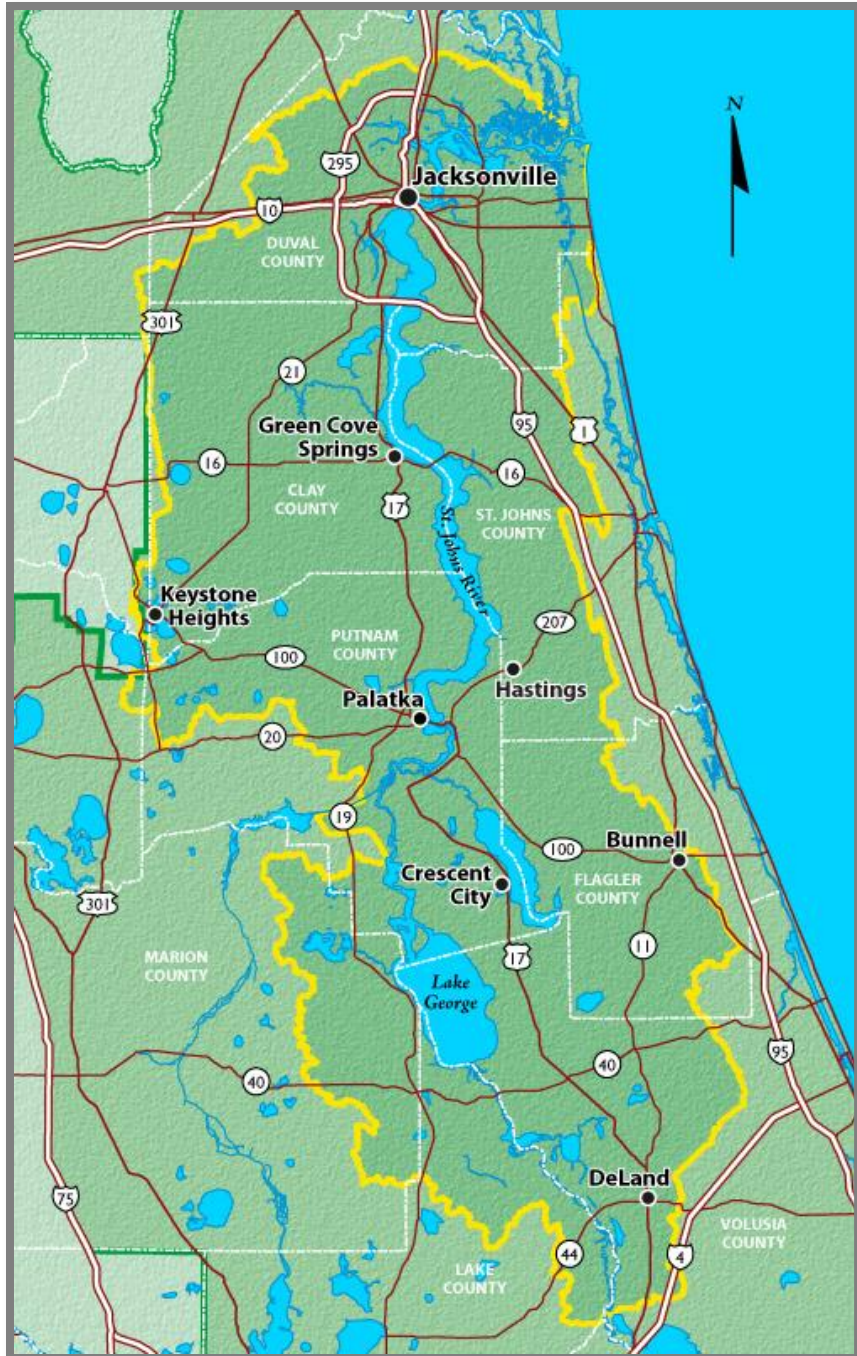 N
295
Jacksonville
10
DUVAL
COUNTY
301
21
95
1
Green Cove
Springs
16
16
CLAY
COUNTY
17
ST. JOHNS
COUNTY
St. Johns River
Keystone
Heights
207
PUTNAM
COUNTY
100
Hastings
Palatka
20
19
Bunnell
100
Crescent
City
FLAGLER
COUNTY
301
11
MARION
COUNTY
17
Lake
George
95
40
40
DeLand
75
VOLUSIA
COUNTY
44
4
LAKE
COUNTY